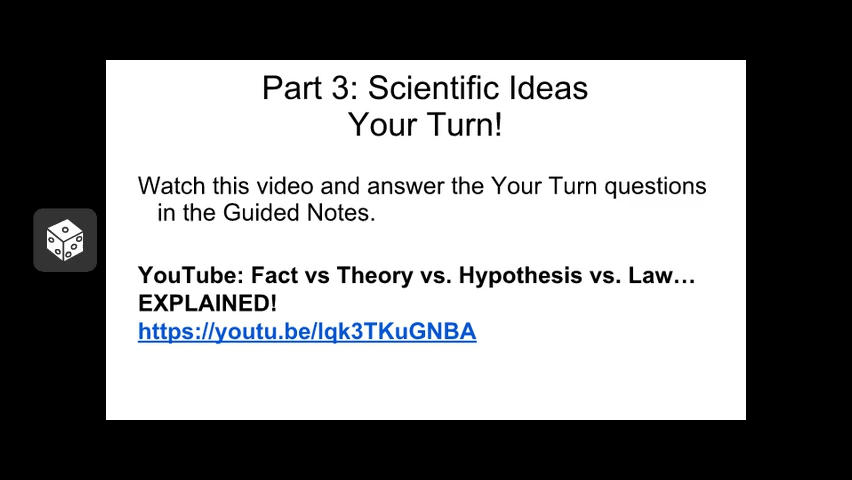 Part 3: Scientific Ideas
Your Turn!
Watch this video and answer the Your Turn questions
in the Guided Notes.
YouTube: Fact vs Theory vs. Hypothesis vs. Law…
EXPLAINED!
https://youtu.be/lqk3TKuGNBA